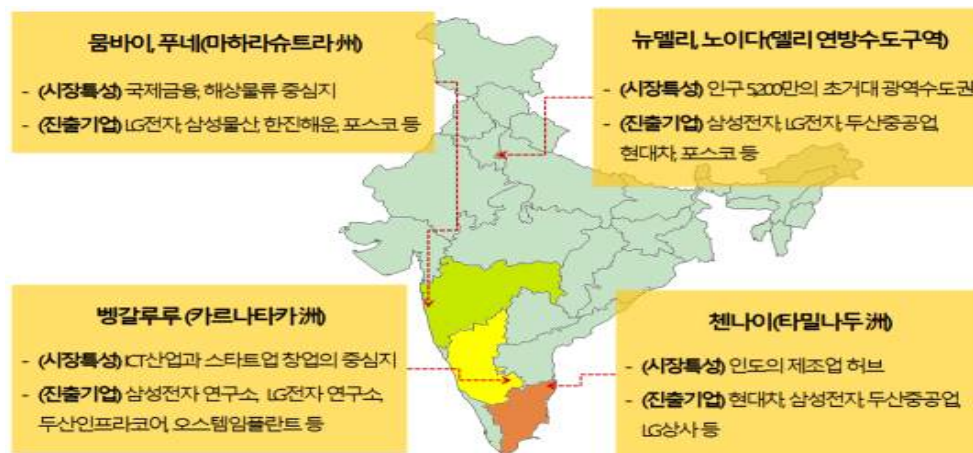 뭄바이, 푸네(마하라슈트라 州)
- (시장특성) 국제금융, 해상물류 중심지
- (진출기업) LG전자, 삼성물산, 한진해운, 포스코 등
뉴델리, 노이다(델리 연방수도구역)
- (시장특성) 인구 5,200만의 초거대 광역수도권
- (진출기업) 삼성전자, LG전자, 두산중공업,
현대차, 포스코 등
벵갈루루 (카르나타카 洲)
- (시장특성) ICT산업과 스타트업 창업의 중심지
- (진출기업) 삼성전자 연구소, LG전자 연구소,
두산인프라코어, 오스템임플란트 등
첸나이(타밀나두 洲)
- (시장특성) 인도의 제조업 허브
- (진출기업) 현대차, 삼성전자, 두산중공업,
LG상사 등